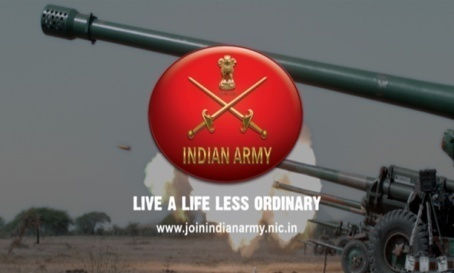 INDIAN ARMY
LIVE A LIFE LESS ORDINARY
www.joinindianarmy.nic.in